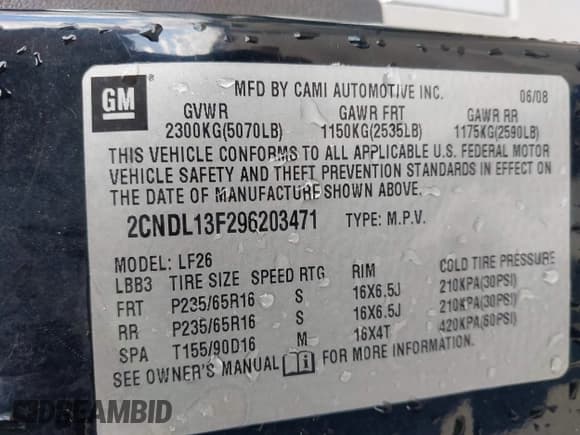 GM
MFD BY CAMI AUTOMOTIVE INC. 06/08
GVWR GAWR FRT GAWR RR
2300KG(5070LB) 1150KG(2535LB) 1175KG(2590LB)
THIS VEHICLE CONFORMS TO ALL APPLICABLE U.S. FEDERAL MOTOR
VEHICLE SAFETY AND THEFT PREVENTION STANDARDS IN EFFECT ON
THE DATE OF MANUFACTURE SHOWN ABOVE.
2CNDL13F296203471 TYPE: M.P.V.
MODEL: LF26
LBB3 TIRE SIZE SPEED RTG RIM COLD TIRE PRESSURE
FRT P235/65R16 S 16X6.5J 210KPA(30PSI)
RR P235/65R16 S 16X6.5J 210KPA(30PSI)
SPA T155/90D16 M 16X4T 420KPA(60PSI)
SEE OWNER'S MANUAL FOR MORE INFORMATION.
DREAMBID